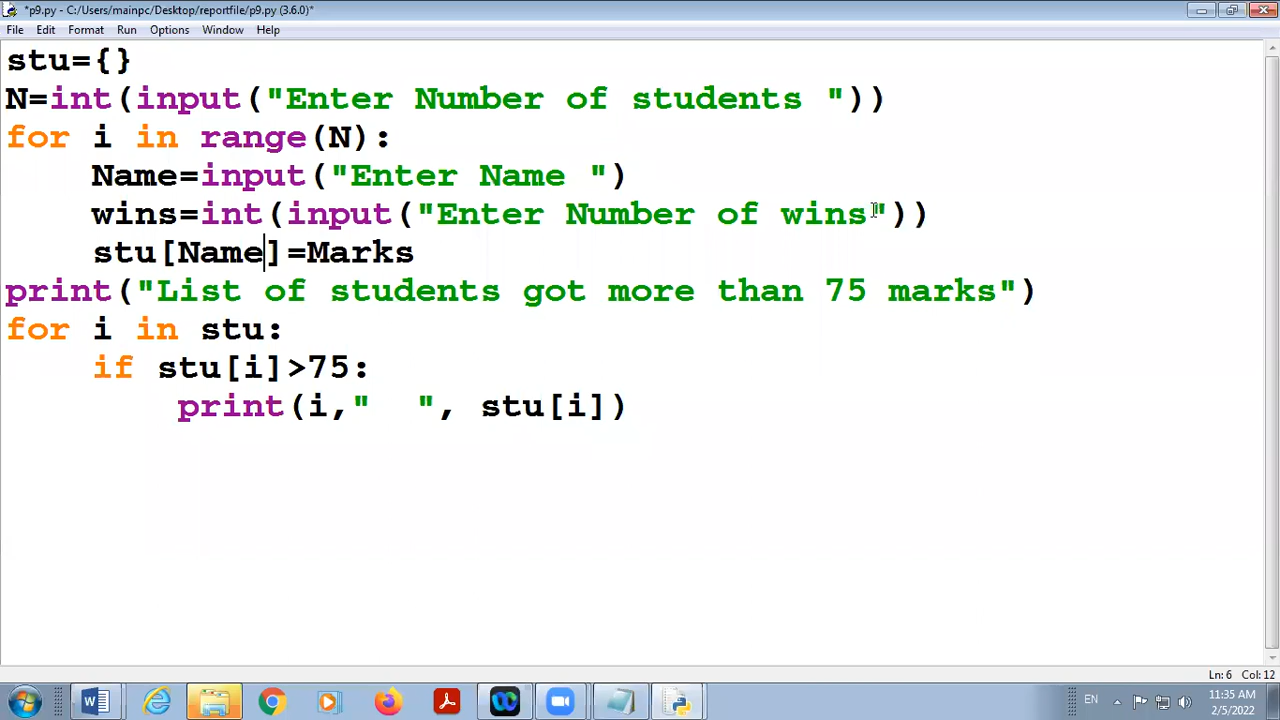 *p9.py - C:/Users/mainpc/Desktop/reportfile/p9.py (3.6.0)*
File Edit Format Run Options Window Help
stu={}
N=int(input("Enter Number of students "))
for i in range(N):
    Name=input("Enter Name ")
    wins=int(input("Enter Number of wins"))
    stu[Name]=Marks
print("List of students got more than 75 marks")
for i in stu:
    if stu[i]>75:
        print(i,"  ", stu[i])
Ln: 6 Col: 12
EN 11:35 AM
2/5/2022